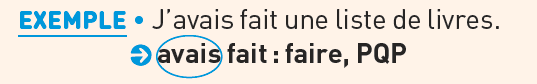 EXEMPLE • J'avais fait une liste de livres.
➔ avais fait : faire, PQP